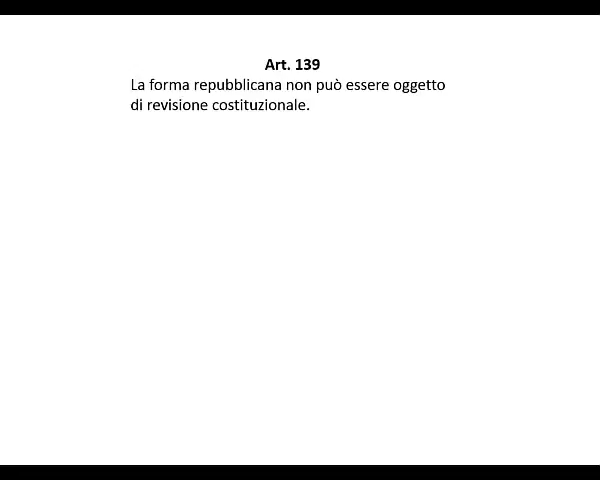 Art. 139
La forma repubblicana non può essere oggetto
di revisione costituzionale.